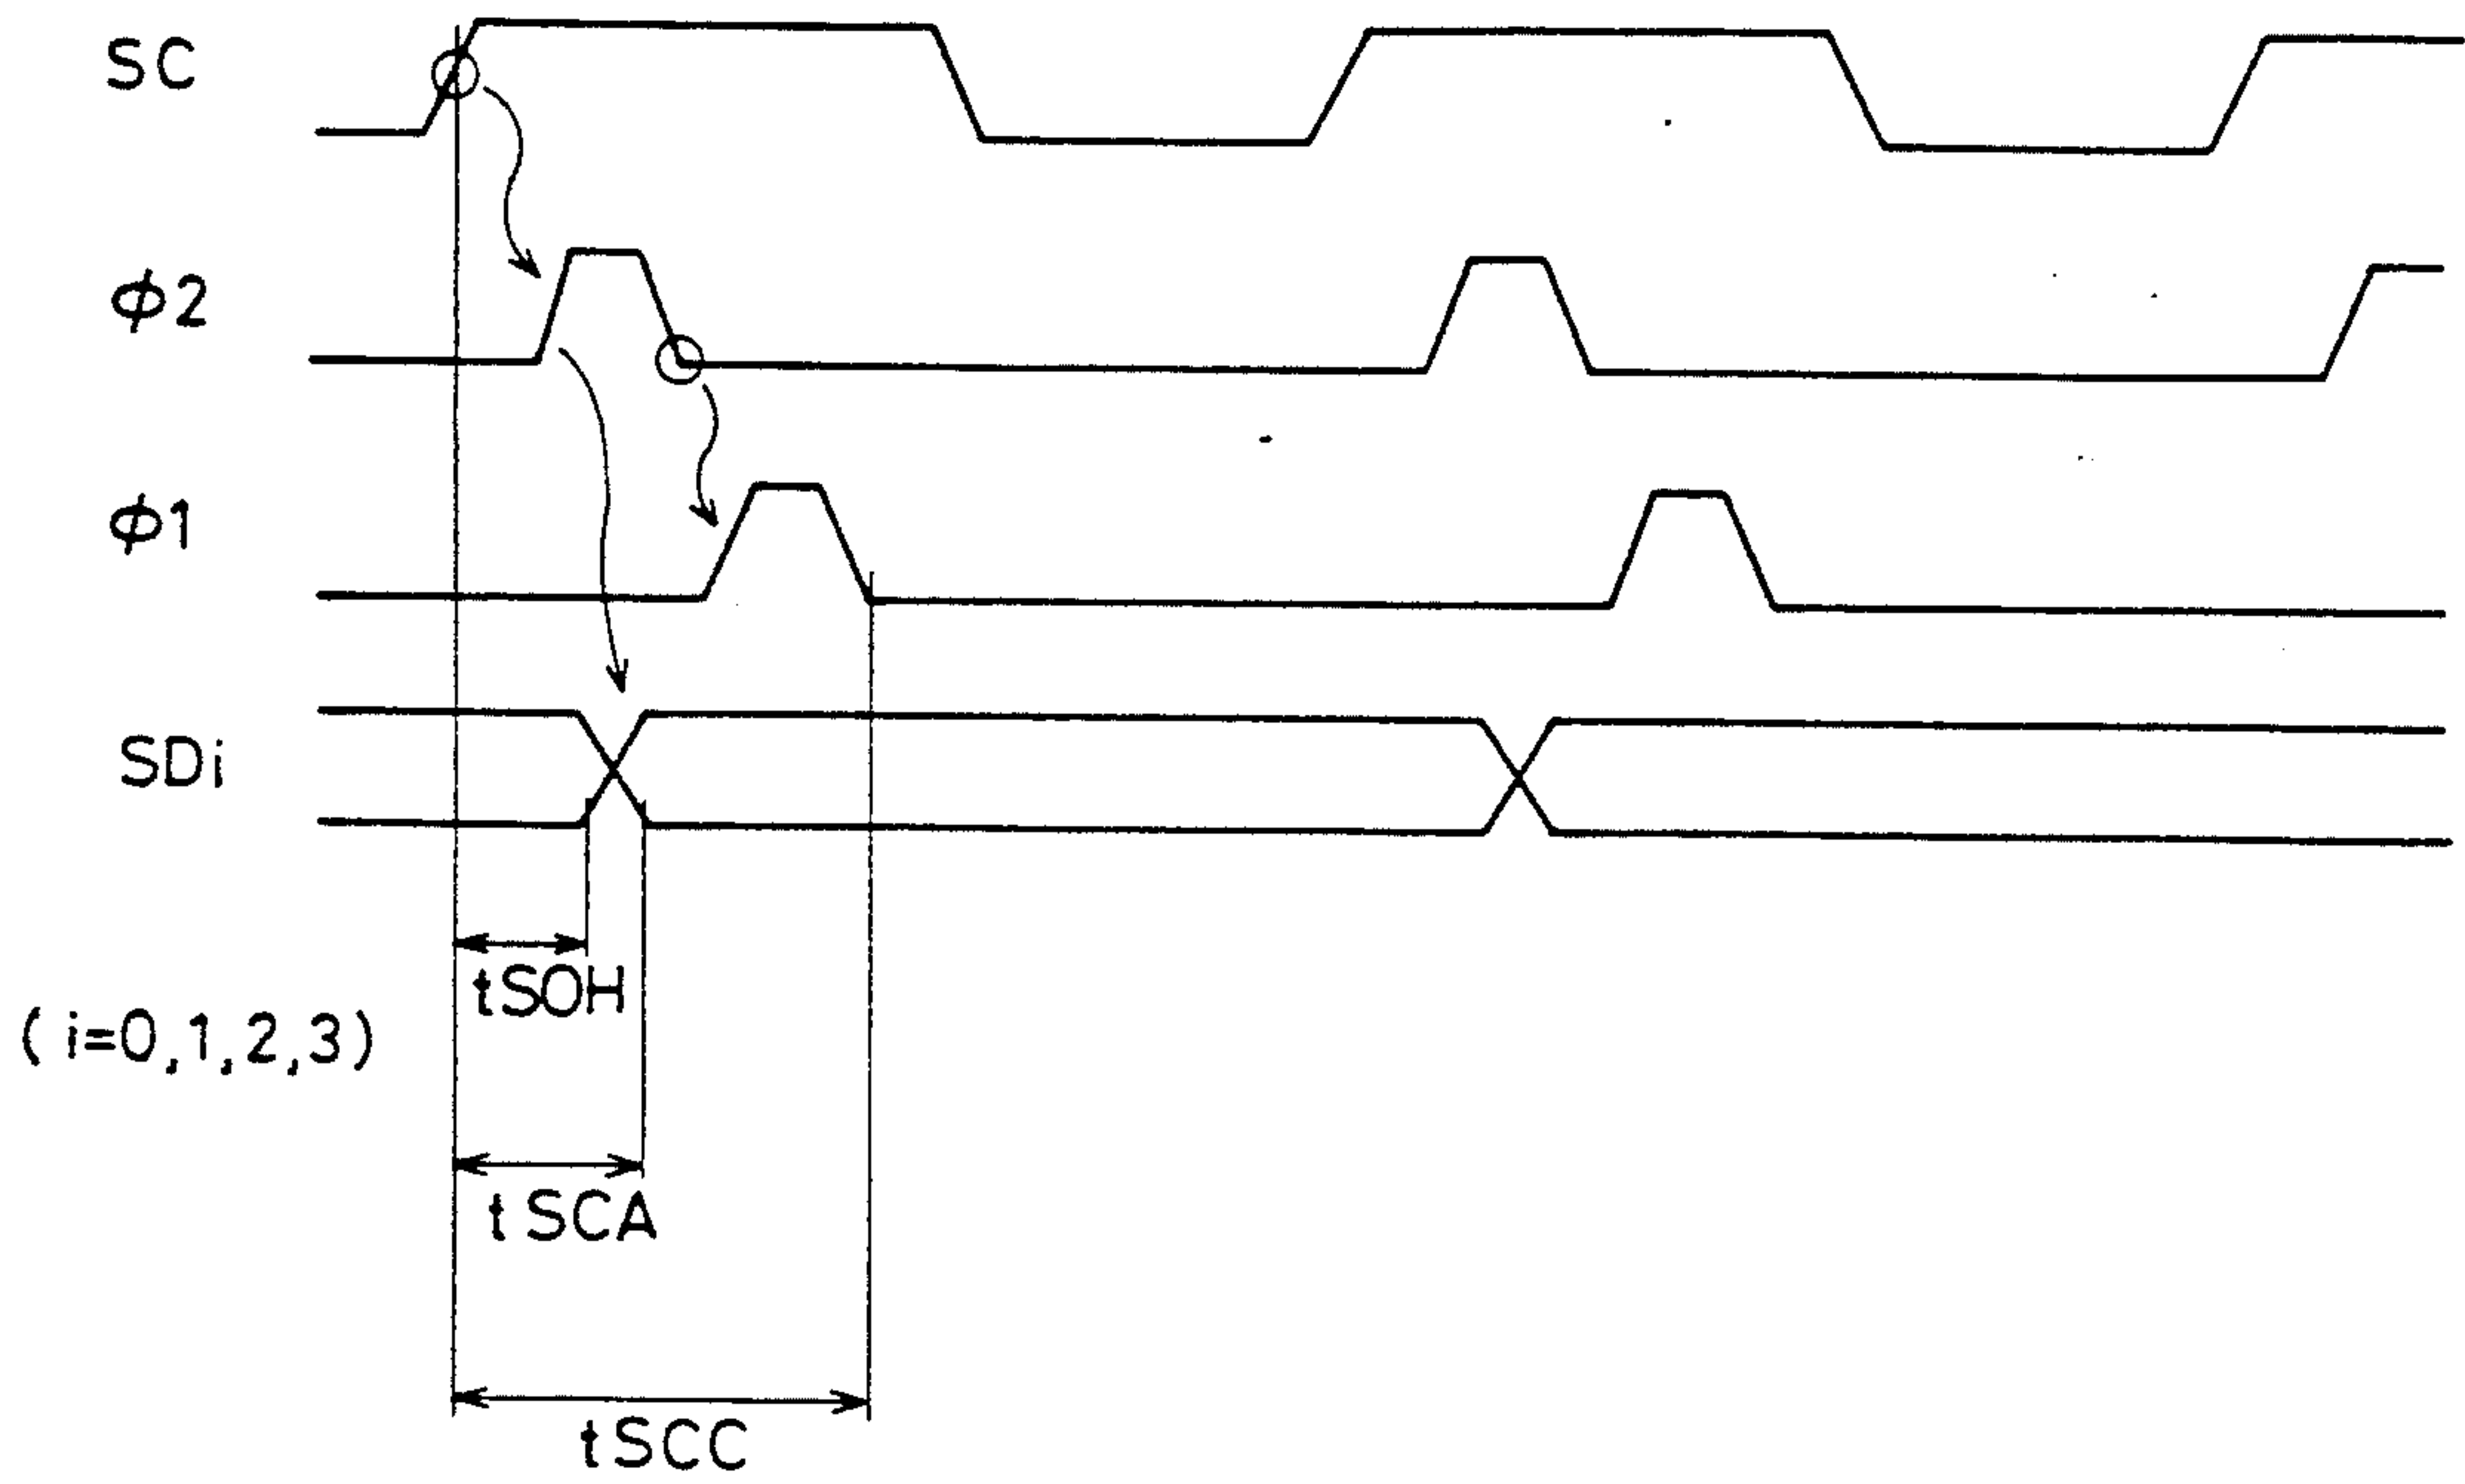 SC
ϕ2
ϕ1
SDi
tSOH
(i=0,1,2,3)
tSCA
tSCC